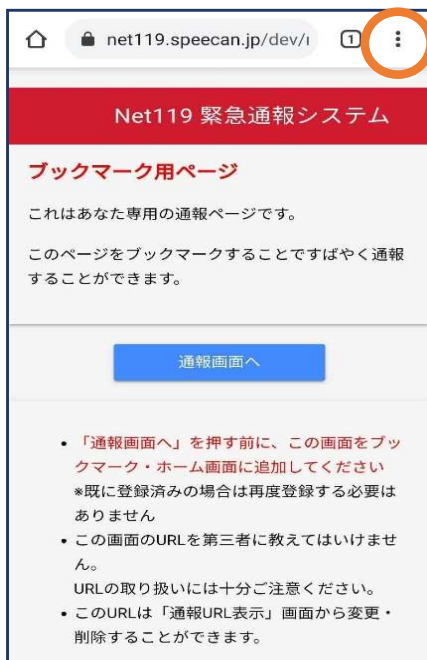 net119.speecan.jp/dev/
1
Net119 緊急通報システム
ブックマーク用ページ
これはあなた専用の通報ページです。
このページをブックマークすることですばやく通報
することができます。
通報画面へ
• 「通報画面へ」を押す前に、この画面をブッ
クマーク・ホーム画面に追加してください
*既に登録済みの場合は再度登録する必要は
ありません
• この画面のURLを第三者に教えてはいけませ
ん。
URLの取り扱いには十分ご注意ください。
• このURLは「通報URL表示」画面から変更・
削除することができます。